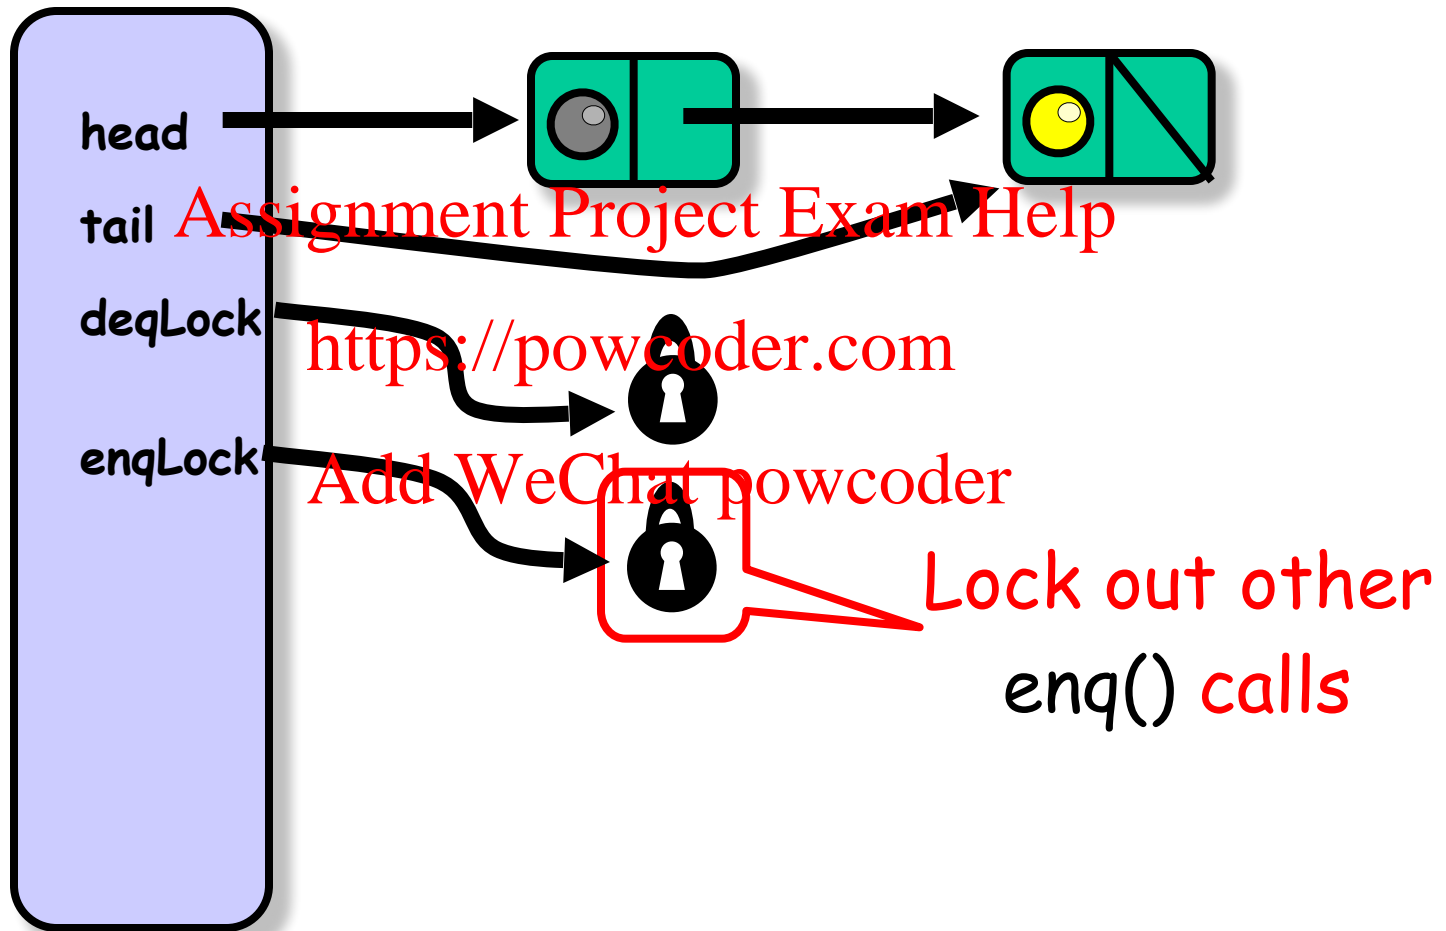 head
tail
Assignment Project Exam Help
deqLock
https://powcoder.com
enqLock
Add WeChat powcoder
Lock out other
enq() calls